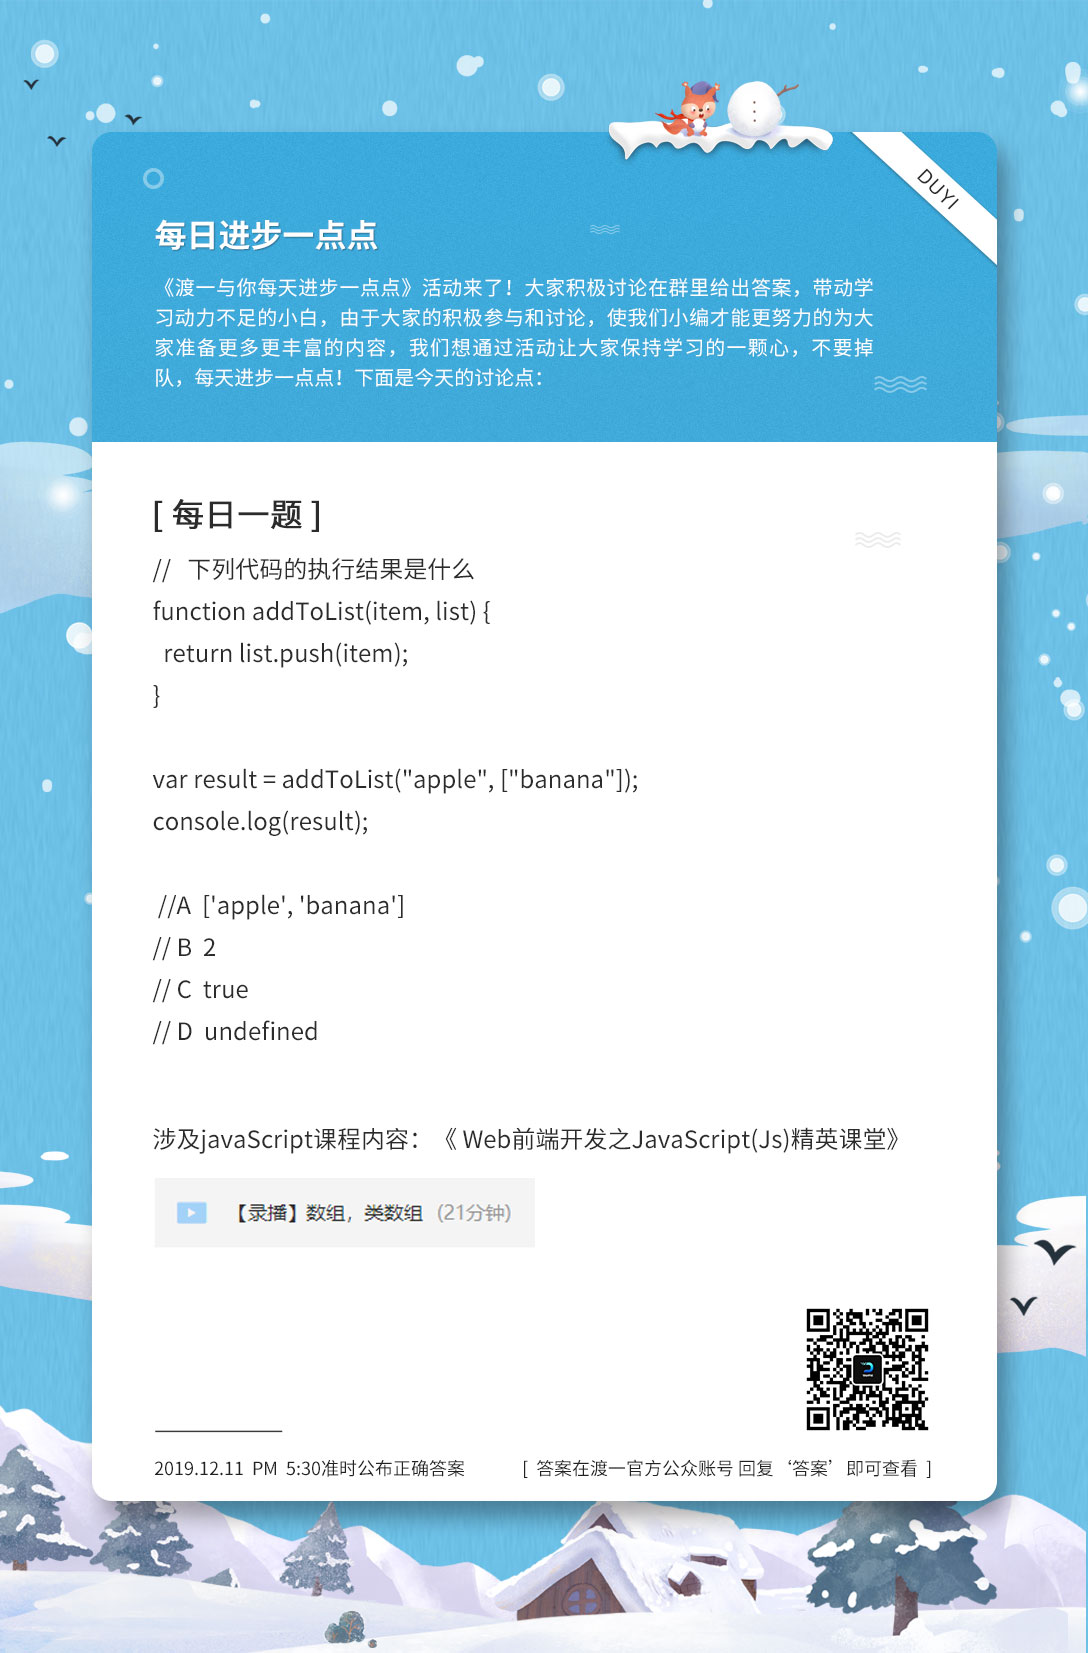 DUYI
每日进步一点点
《渡一与你每天进步一点点》活动来了！大家积极讨论在群里给出答案，带动学
习动力不足的小白，由于大家的积极参与和讨论，使我们小编才能更努力的为大
家准备更多更丰富的内容，我们想通过活动让大家保持学习的一颗心，不要掉
队，每天进步一点点！下面是今天的讨论点：
[ 每日一题 ]
//   下列代码的执行结果是什么
function addToList(item, list) {
  return list.push(item);
}
var result = addToList("apple", ["banana"]);
console.log(result);
//A  ['apple', 'banana']
// B  2
// C  true
// D  undefined
涉及javaScript课程内容：《 Web前端开发之JavaScript(Js)精英课堂》
【录播】数组，类数组 （21分钟）
2019.12.11  PM  5:30准时公布正确答案
[ 答案在渡一官方公众账号 回复‘答案’即可查看 ]